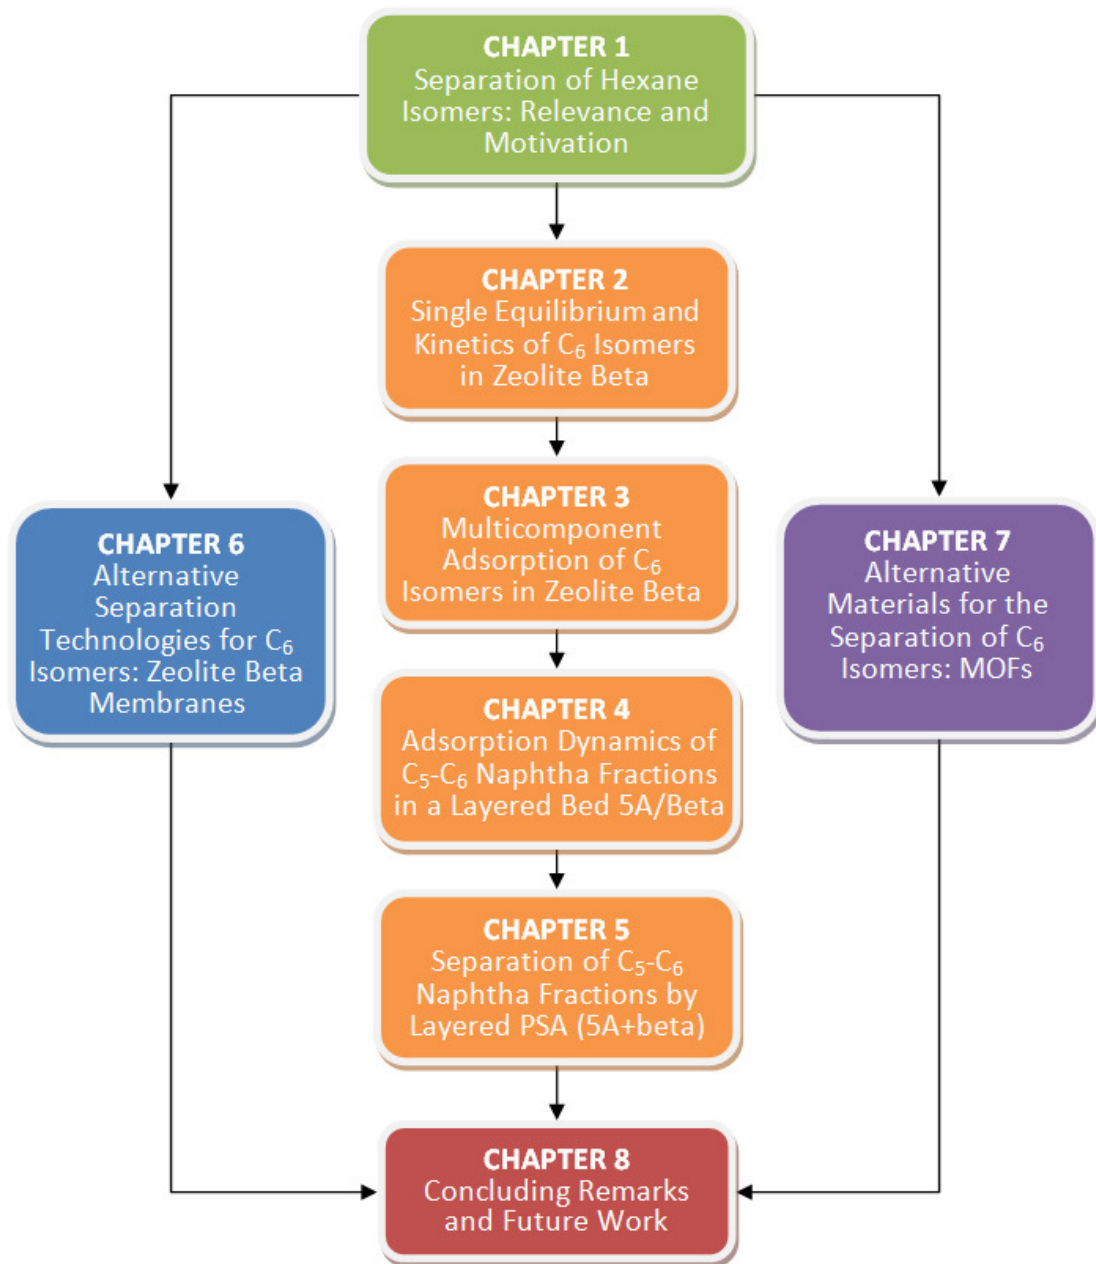 CHAPTER 1
Separation of Hexane
Isomers: Relevance and
Motivation
CHAPTER 2
Single Equilibrium and
Kinetics of C₆ Isomers
in Zeolite Beta
CHAPTER 3
Multicomponent
Adsorption of C₆
Isomers in Zeolite Beta
CHAPTER 4
Adsorption Dynamics of
C₅-C₆ Naphtha Fractions
in a Layered Bed 5A/Beta
CHAPTER 5
Separation of C₅-C₆
Naphtha Fractions by
Layered PSA (5A+beta)
CHAPTER 6
Alternative
Separation
Technologies for C₆
Isomers: Zeolite Beta
Membranes
CHAPTER 7
Alternative
Materials for the
Separation of C₆
Isomers: MOFs
CHAPTER 8
Concluding Remarks
and Future Work